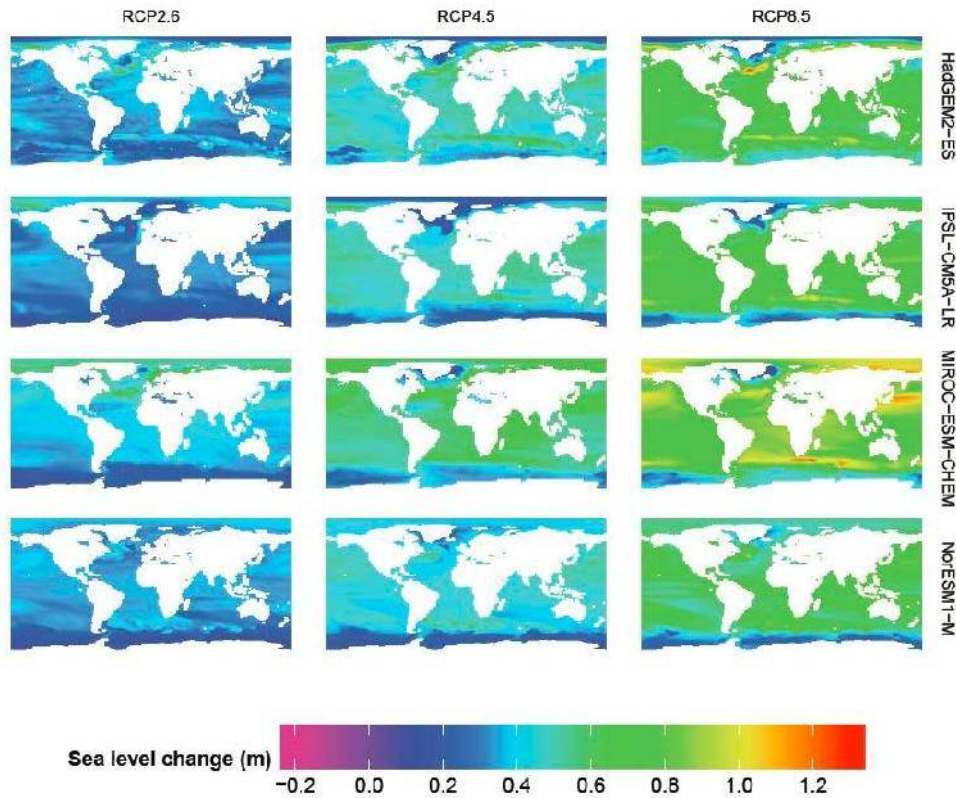 RCP2.6 RCP4.5 RCP8.5
HadGEM2-ES
IPSL-CM5A-LR
MIROC-ESM-CHEM
NorESM1-M
Sea level change (m)
−0.2 0.0 0.2 0.4 0.6 0.8 1.0 1.2